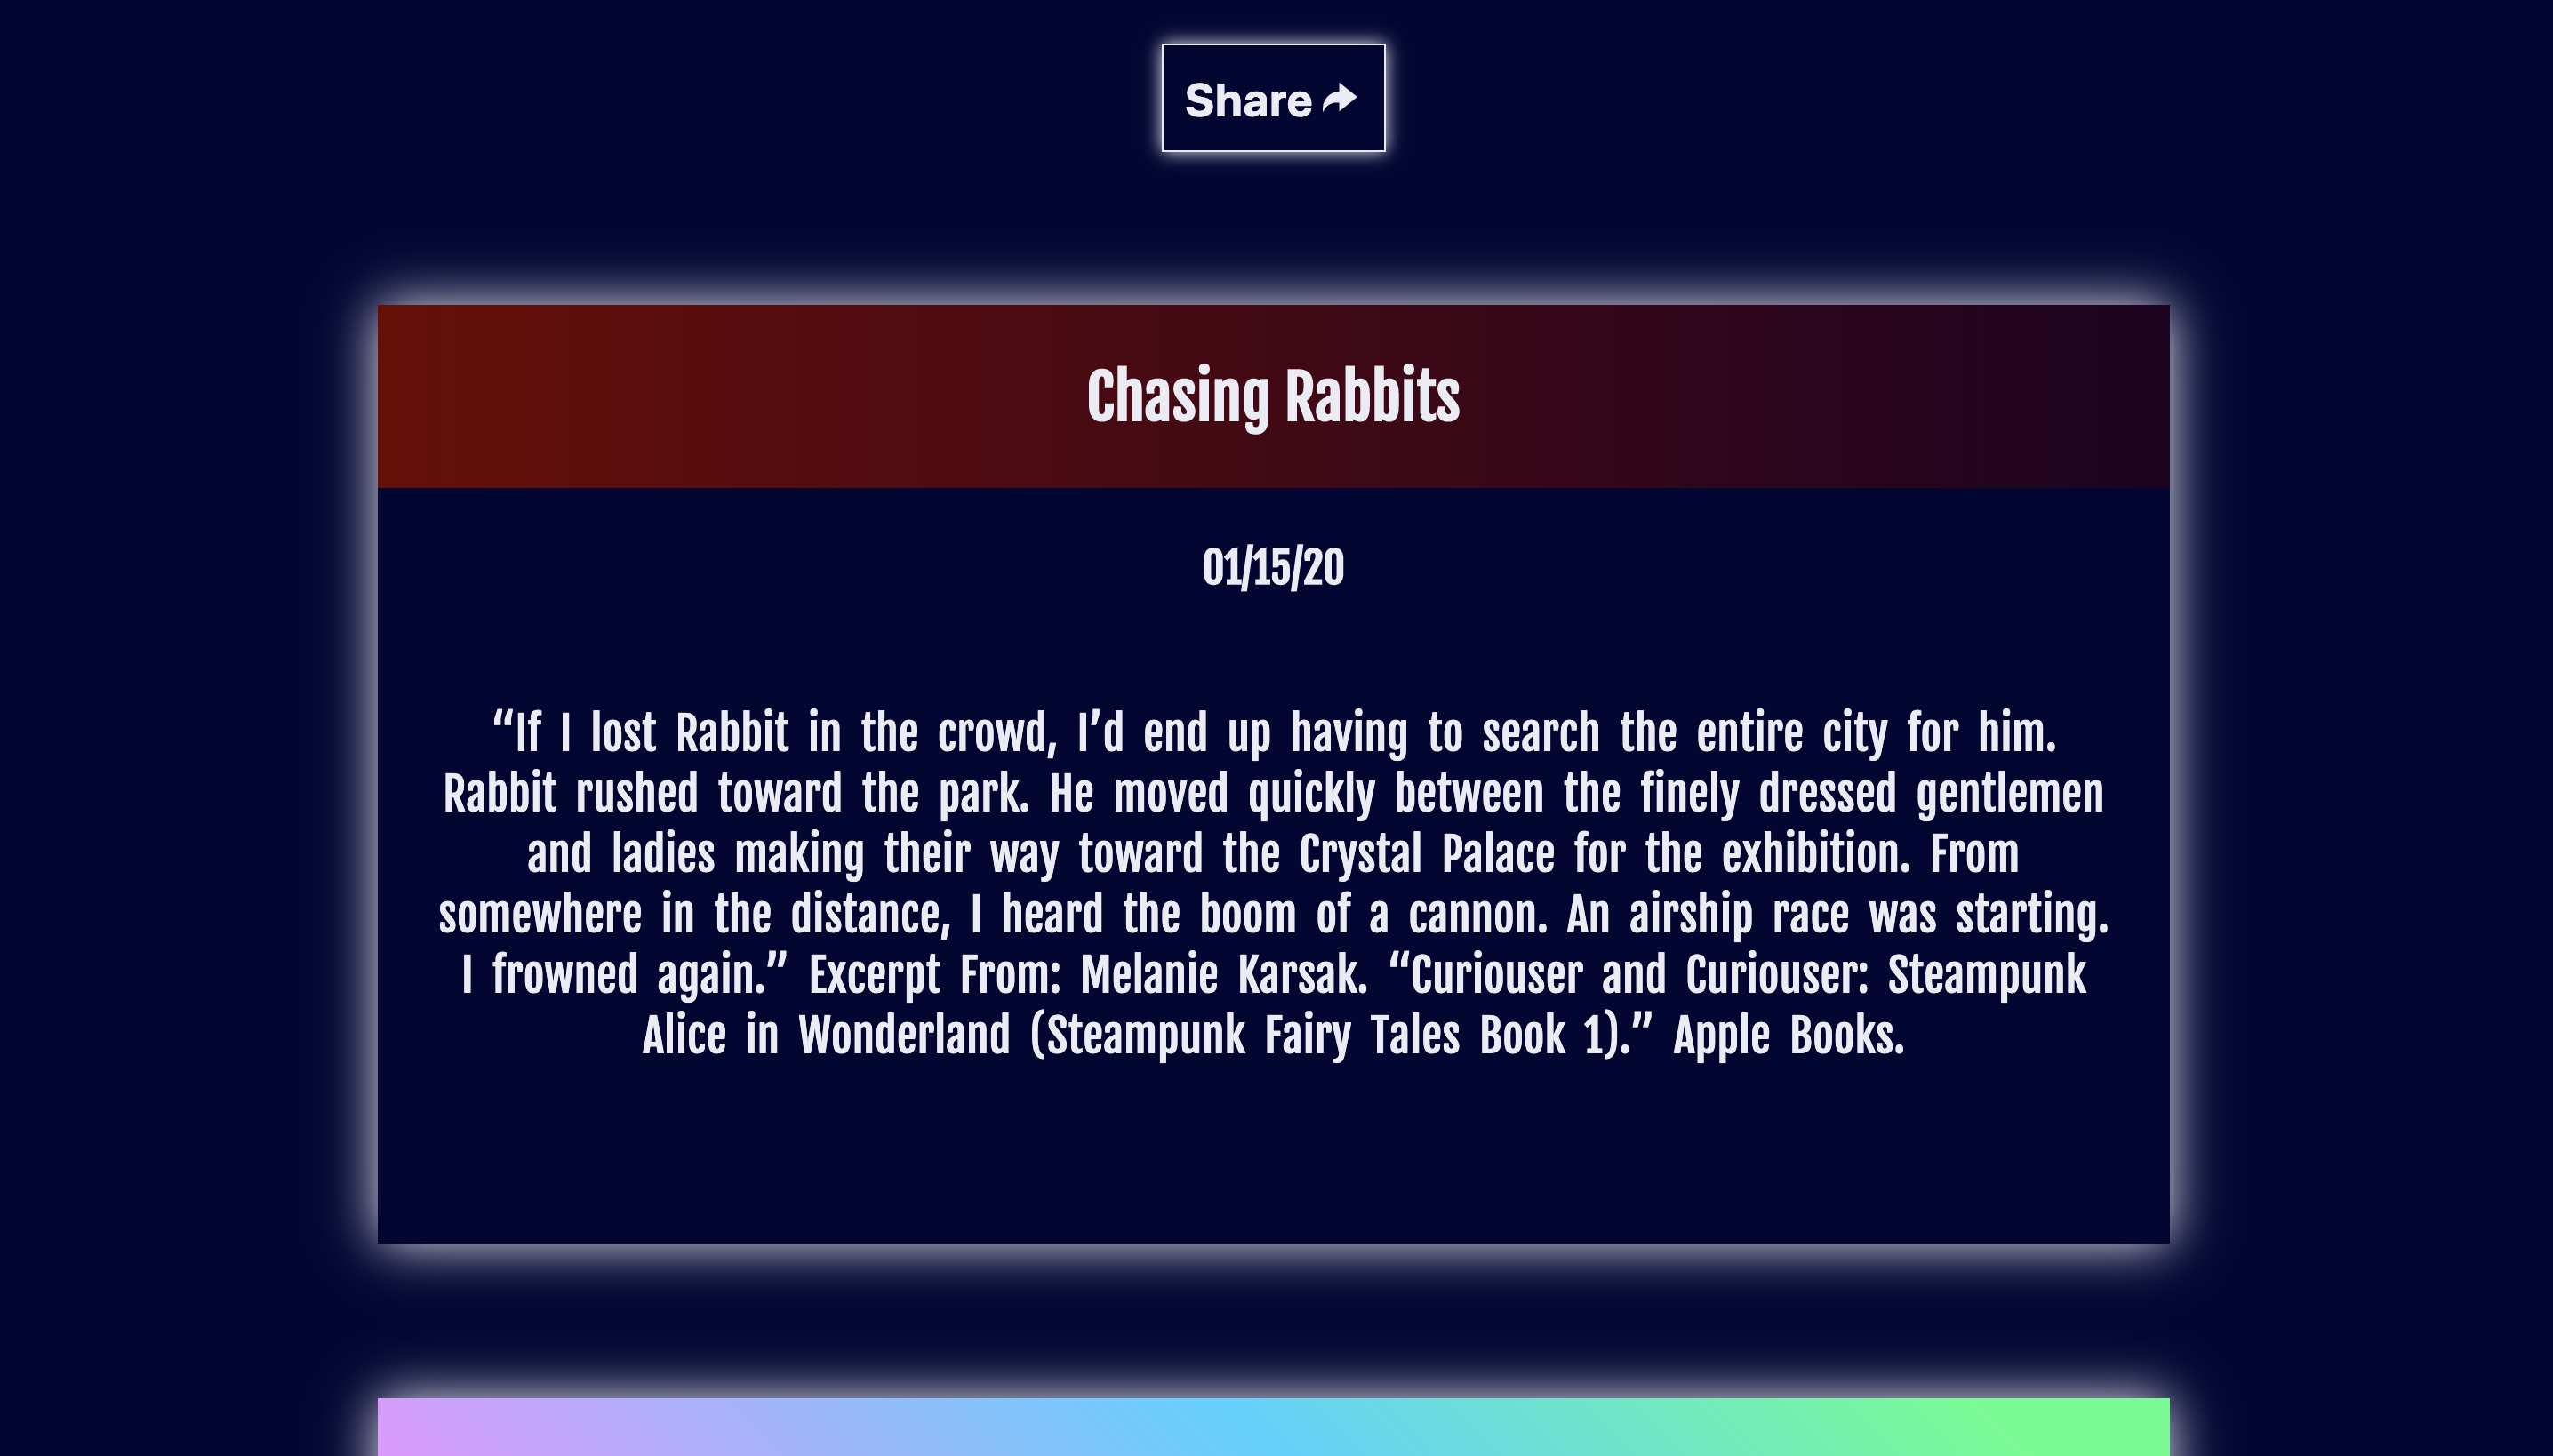 Share
Chasing Rabbits
01/15/20
“If I lost Rabbit in the crowd, I’d end up having to search the entire city for him.
Rabbit rushed toward the park. He moved quickly between the finely dressed gentlemen
and ladies making their way toward the Crystal Palace for the exhibition. From
somewhere in the distance, I heard the boom of a cannon. An airship race was starting.
I frowned again.” Excerpt From: Melanie Karsak. “Curiouser and Curiouser: Steampunk
Alice in Wonderland (Steampunk Fairy Tales Book 1).” Apple Books.